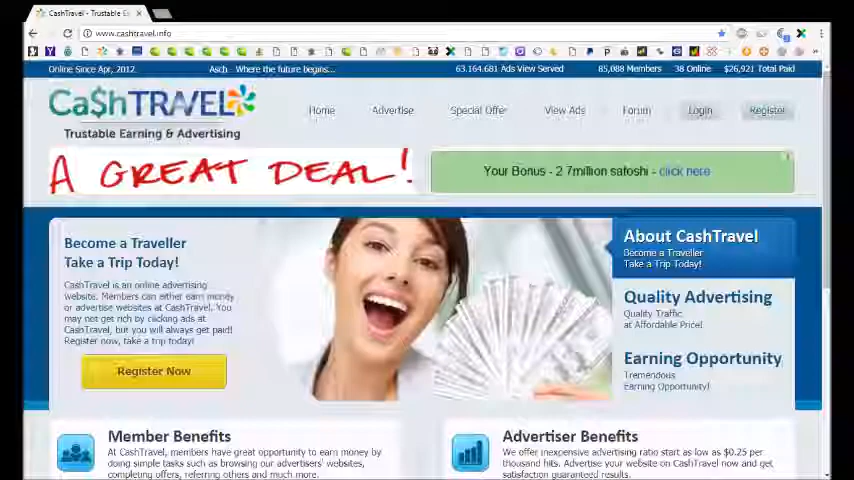 CashTravel - Trustable Ea
www.cashtravel.info
Online Since Apr, 2012
Asch
Where the future begins...
63.164.681 Ads View Served
85,088 Members
38 Online
$26,921 Total Paid
Ca$hTRAVEL
Trustable Earning & Advertising
Home
Advertise
Special Offer
View Ads
Forum
Login
Register
A GREAT DEAL!
Your Bonus - 2 7million satoshi - click here
Become a Traveller
Take a Trip Today!
CashTravel is an online advertising
website. Members can either earn money
or advertise websites at CashTravel. You
may not get rich by clicking ads at
CashTravel, but you will always get paid!
Register now, take a trip today!
Register Now
About CashTravel
Become a Traveller
Take a Trip Today!
Quality Advertising
Quality Traffic
at Affordable Price!
Earning Opportunity
Tremendous
Earning Opportunity!
Member Benefits
At CashTravel, members have great opportunity to earn money by
doing simple tasks such as browsing our advertisers' websites,
completing offers, referring others and much more.
Advertiser Benefits
We offer inexpensive advertising ratio start as low as $0.25 per
thousand hits. Advertise your website on CashTravel now and get
satisfaction guaranteed results.